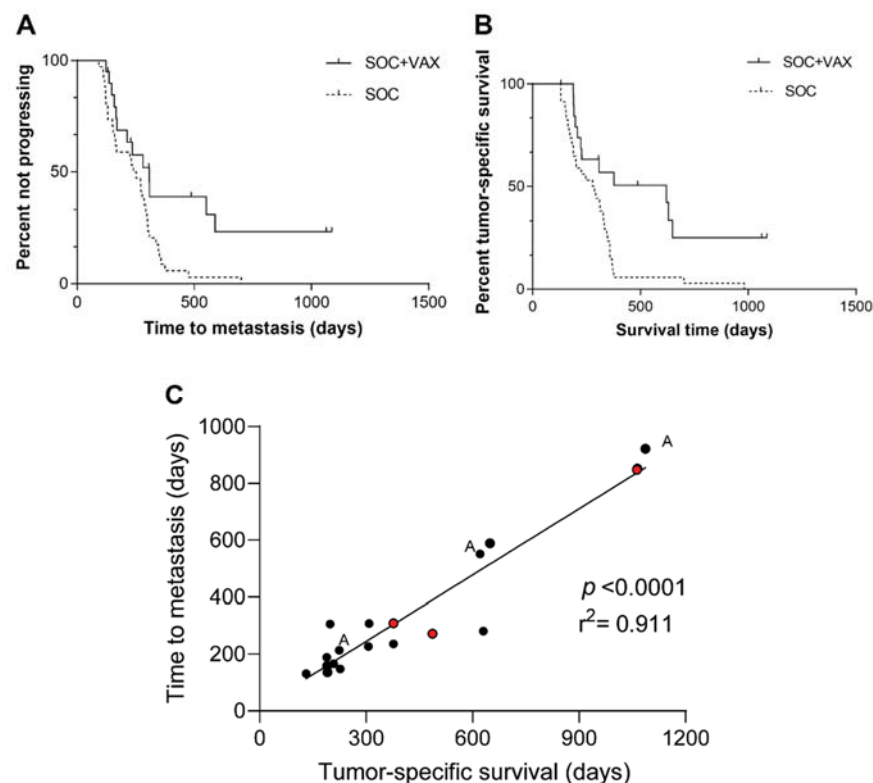 A
Percent not progressing
100
50
0
0 500 1000 1500
Time to metastasis (days)
SOC+VAX
SOC
B
Percent tumor-specific survival
100
50
0
0 500 1000 1500
Survival time (days)
SOC+VAX
SOC
C
Time to metastasis (days)
1000
800
600
400
200
0
0 300 600 900 1200
Tumor-specific survival (days)
A
A
A
p <0.0001
r²= 0.911